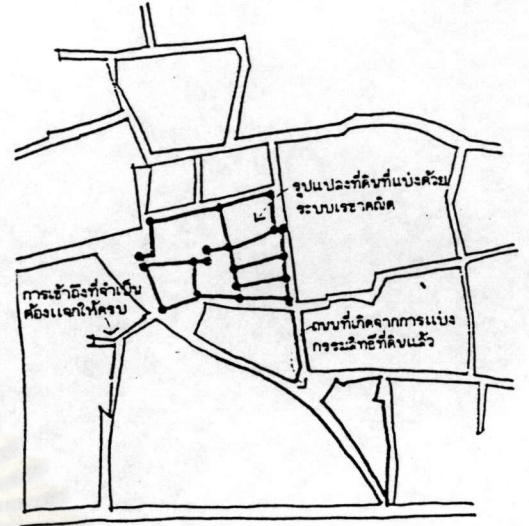 รูปแปลงที่ดินที่แบ่งด้วย
ระบบเรขาคณิต
การเข้าถึงที่จำเป็น
ต้องแจกให้ครบ
ถนนที่เกิดจากการแบ่ง
กรรมสิทธิ์ที่ดินแล้ว